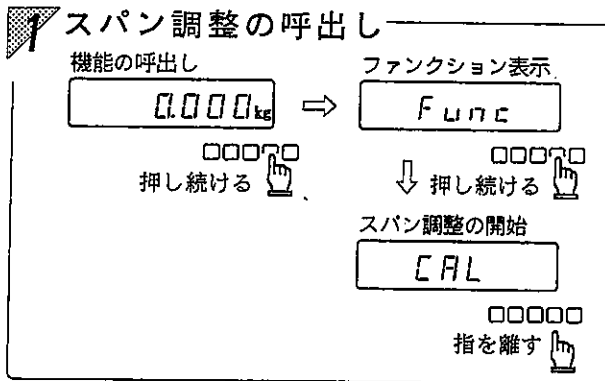 1 スパン調整の呼出し
機能の呼出し
0.000kg
押し続ける
ファンクション表示
Func
押し続ける
スパン調整の開始
CAL
指を離す